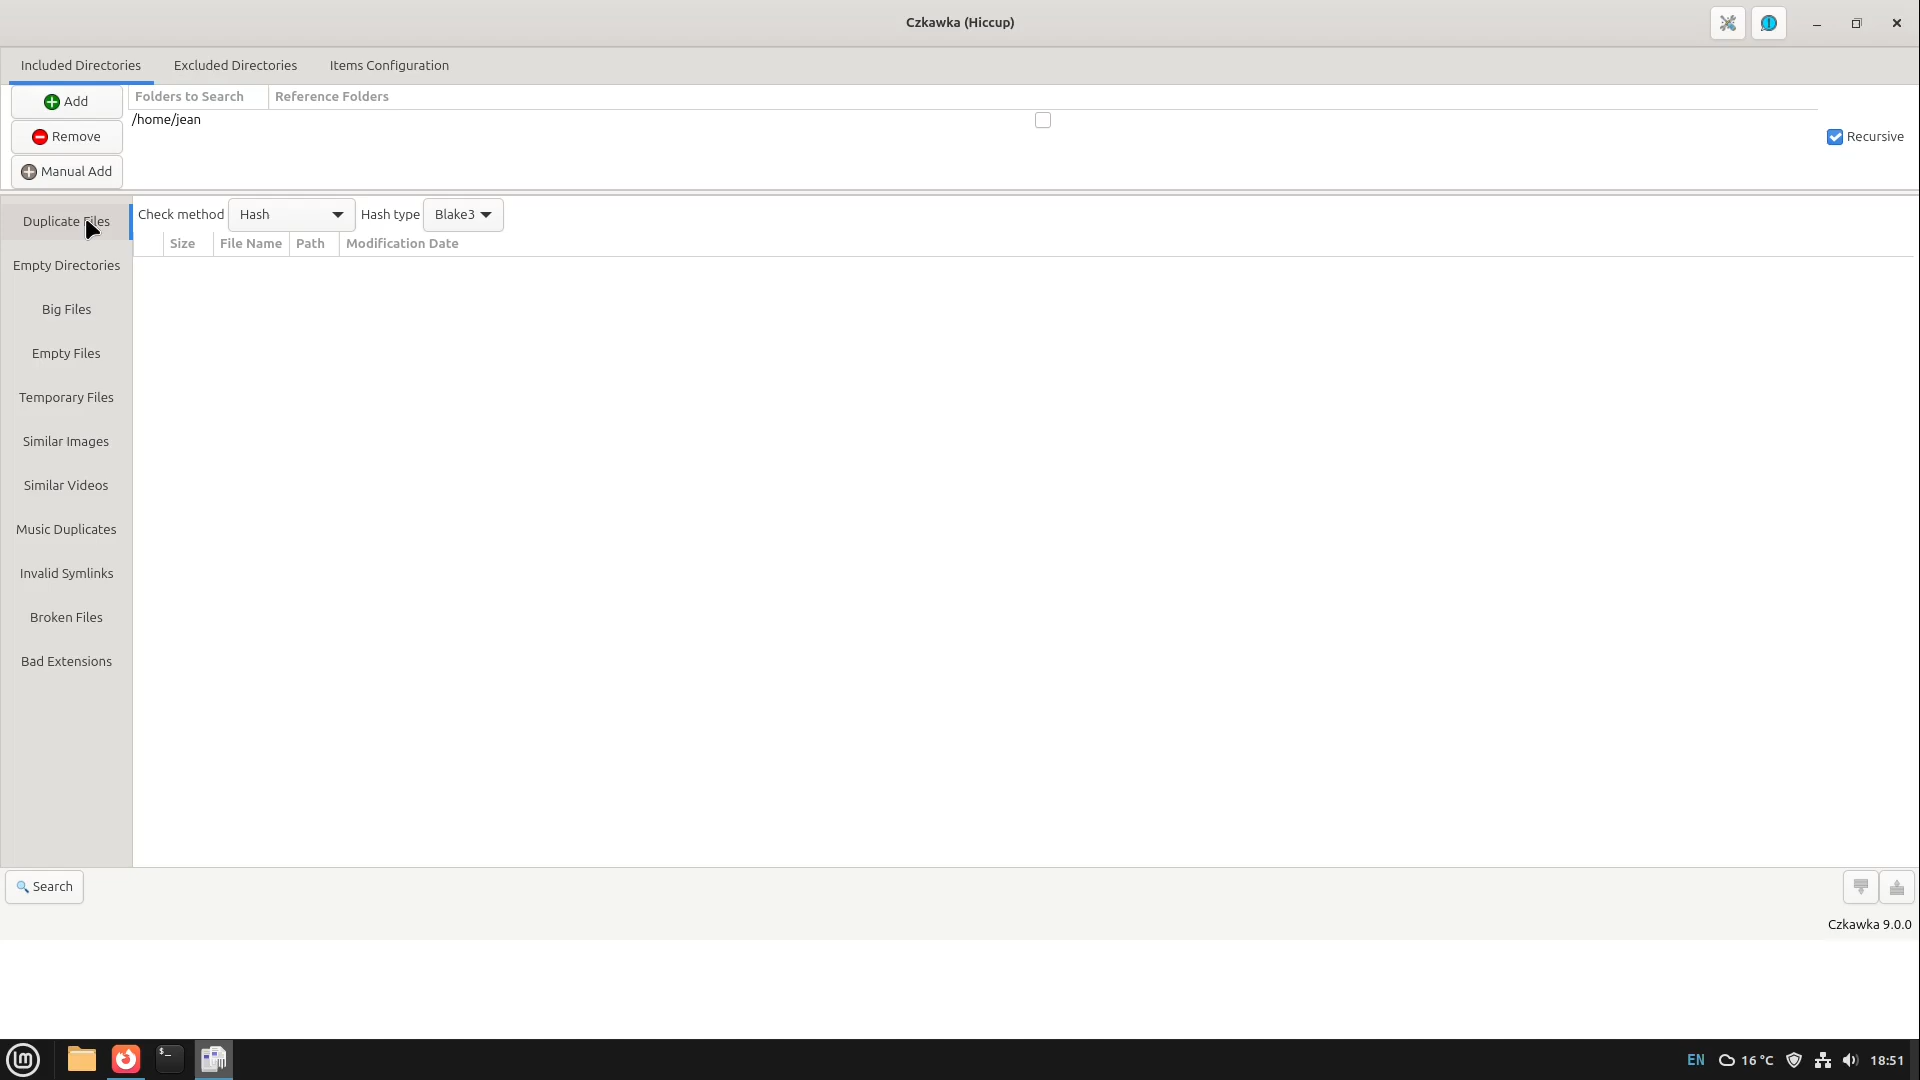 Czkawka (Hiccup)
Included Directories
Excluded Directories
Items Configuration
Add
Remove
Manual Add
Folders to Search
Reference Folders
/home/jean
Recursive
Duplicate Files
Empty Directories
Big Files
Empty Files
Temporary Files
Similar Images
Similar Videos
Music Duplicates
Invalid Symlinks
Broken Files
Bad Extensions
Check method
Hash
Hash type
Blake3
Size
File Name
Path
Modification Date
Search
Czkawka 9.0.0
EN
16 °C
18:51